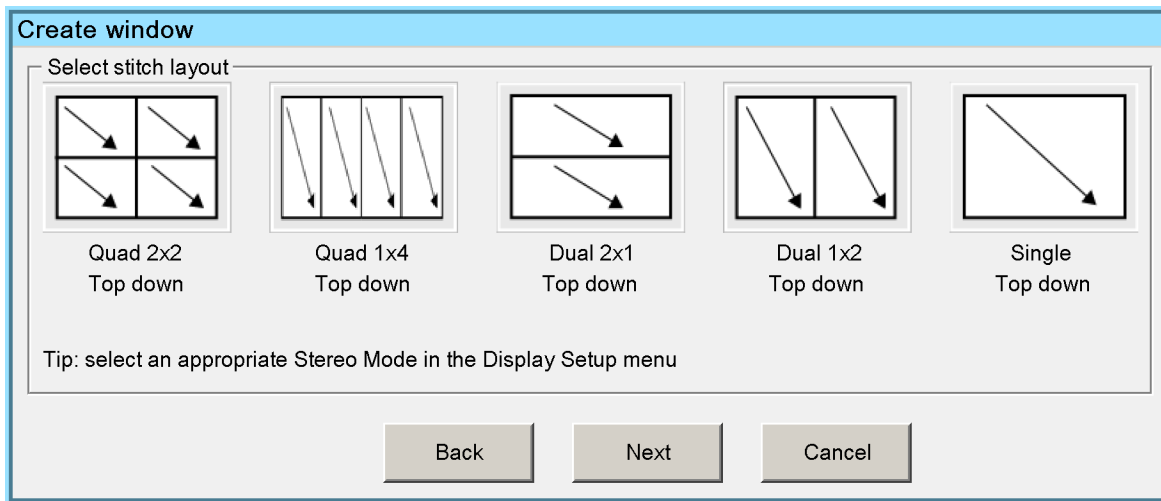 Create window
Select stitch layout
Quad 2x2
Top down
Quad 1x4
Top down
Dual 2x1
Top down
Dual 1x2
Top down
Single
Top down
Tip: select an appropriate Stereo Mode in the Display Setup menu
Back
Next
Cancel